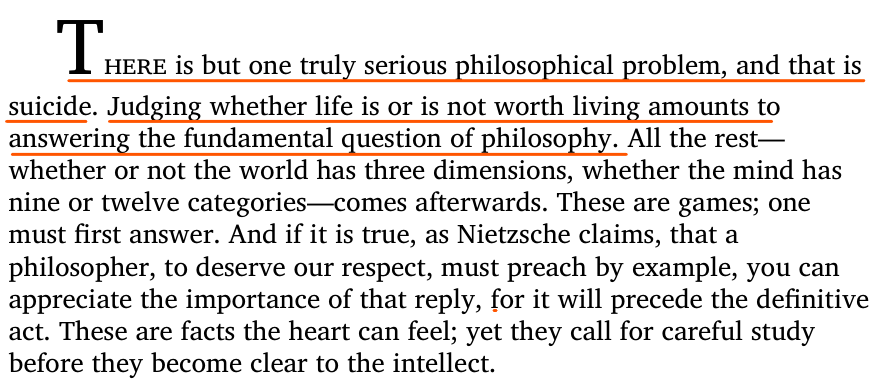 THERE is but one truly serious philosophical problem, and that is
suicide. Judging whether life is or is not worth living amounts to
answering the fundamental question of philosophy. All the rest—
whether or not the world has three dimensions, whether the mind has
nine or twelve categories—comes afterwards. These are games; one
must first answer. And if it is true, as Nietzsche claims, that a
philosopher, to deserve our respect, must preach by example, you can
appreciate the importance of that reply, for it will precede the definitive
act. These are facts the heart can feel; yet they call for careful study
before they become clear to the intellect.